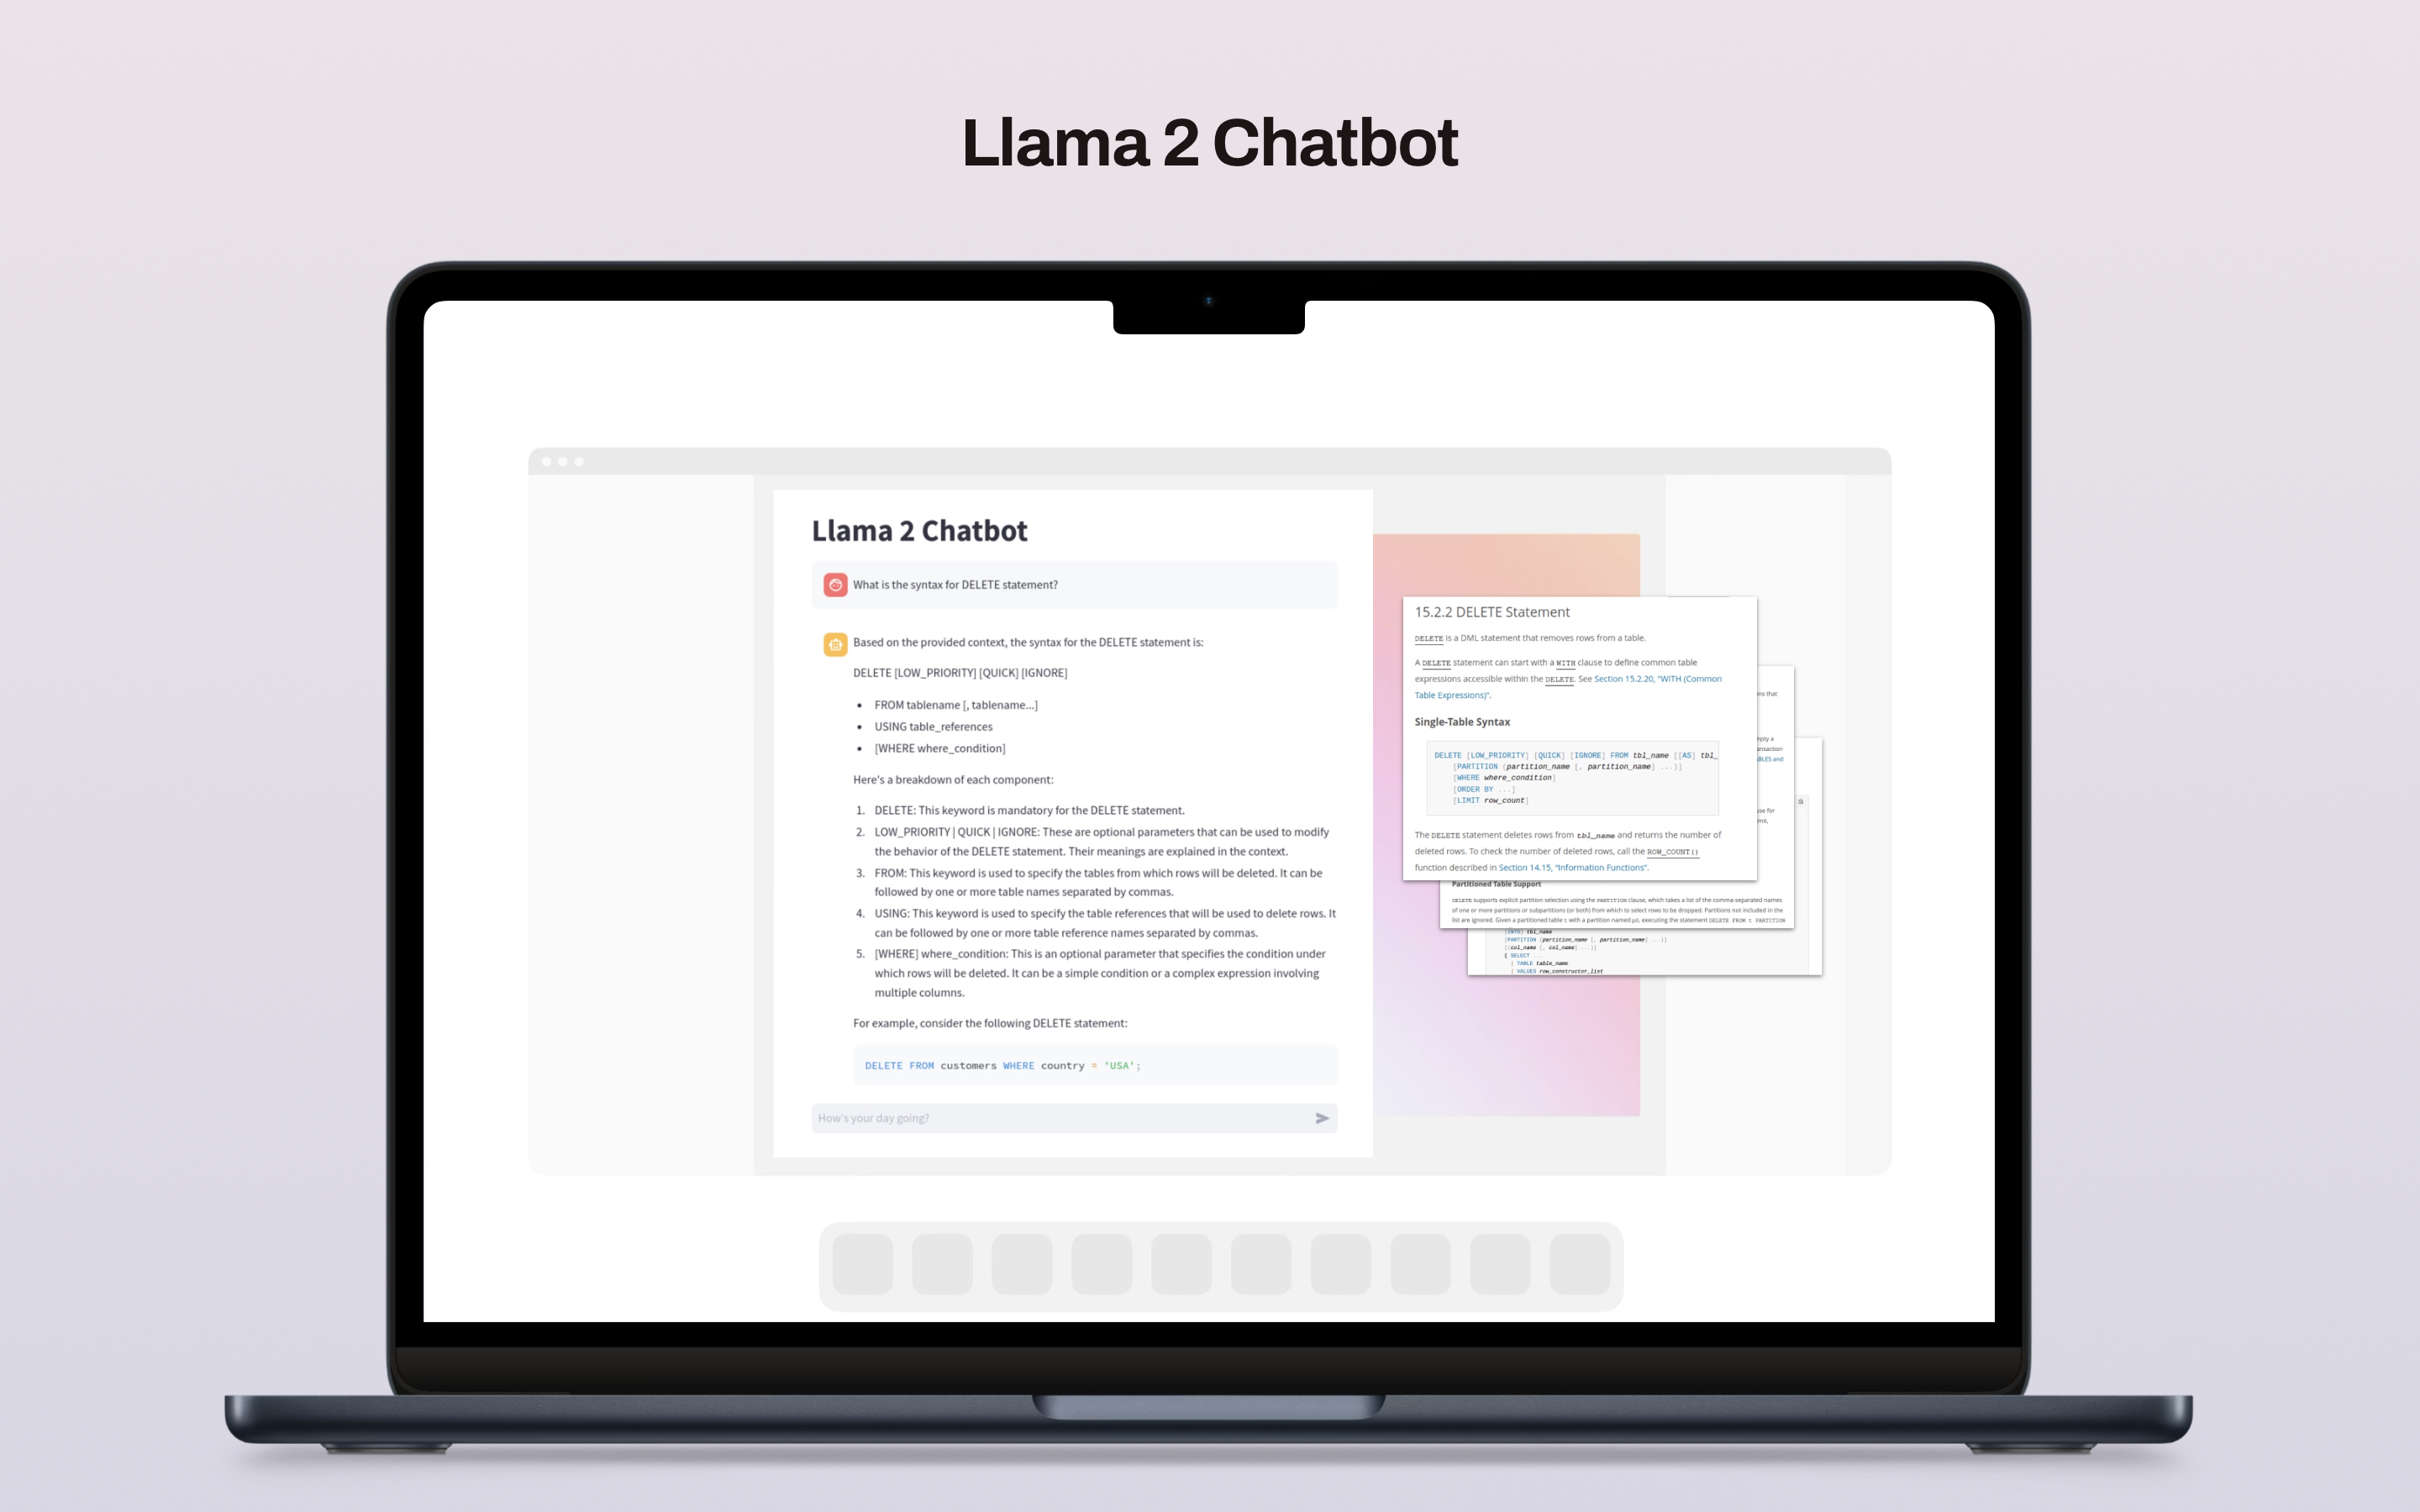 Llama 2 Chatbot
Llama 2 Chatbot
What is the syntax for DELETE statement?
Based on the provided context, the syntax for the DELETE statement is:
DELETE [LOW_PRIORITY] [QUICK] [IGNORE]
• FROM tablename [, tablename...]
• USING table_references
• [WHERE where_condition]
Here's a breakdown of each component:
1. DELETE: This keyword is mandatory for the DELETE statement.
2. LOW_PRIORITY | QUICK | IGNORE: These are optional parameters that can be used to modify
the behavior of the DELETE statement. Their meanings are explained in the context.
3. FROM: This keyword is used to specify the tables from which rows will be deleted. It can be
followed by one or more table names separated by commas.
4. USING: This keyword is used to specify the table references that will be used to delete rows. It
can be followed by one or more table reference names separated by commas.
5. [WHERE] where_condition: This is an optional parameter that specifies the condition under
which rows will be deleted. It can be a simple condition or a complex expression involving
multiple columns.
For example, consider the following DELETE statement:
DELETE FROM customers WHERE country = 'USA';
How's your day going?
15.2.2 DELETE Statement
DELETE is a DML statement that removes rows from a table.
A DELETE statement can start with a WITH clause to define common table
expressions accessible within the DELETE. See Section 15.2.20, “WITH (Common
Table Expressions)”.
Single-Table Syntax
DELETE [LOW_PRIORITY] [QUICK] [IGNORE] FROM tbl_name [[AS] tbl_
[PARTITION (partition_name [, partition_name] ...)]
[WHERE where_condition]
[ORDER BY ...]
[LIMIT row_count]
The DELETE statement deletes rows from tbl_name and returns the number of
deleted rows. To check the number of deleted rows, call the ROW_COUNT()
function described in Section 14.15, “Information Functions”.
that
a
BLES and
for
Partitioned Table Support
DELETE supports explicit partition selection using the PARTITION clause, which takes a list of the comma-separated names
of one or more partitions or subpartitions (or both) from which to select rows to be dropped. Partitions not included in the
list are ignored. Given a partitioned table t with a partition named p0, executing the statement DELETE FROM t PARTITION
[INTO] tbl_name
[PARTITION (partition_name [, partition_name] ...)]
[(col_name [, col_name] ...)]
{ SELECT ...
| TABLE table_name
| VALUES row_constructor_list